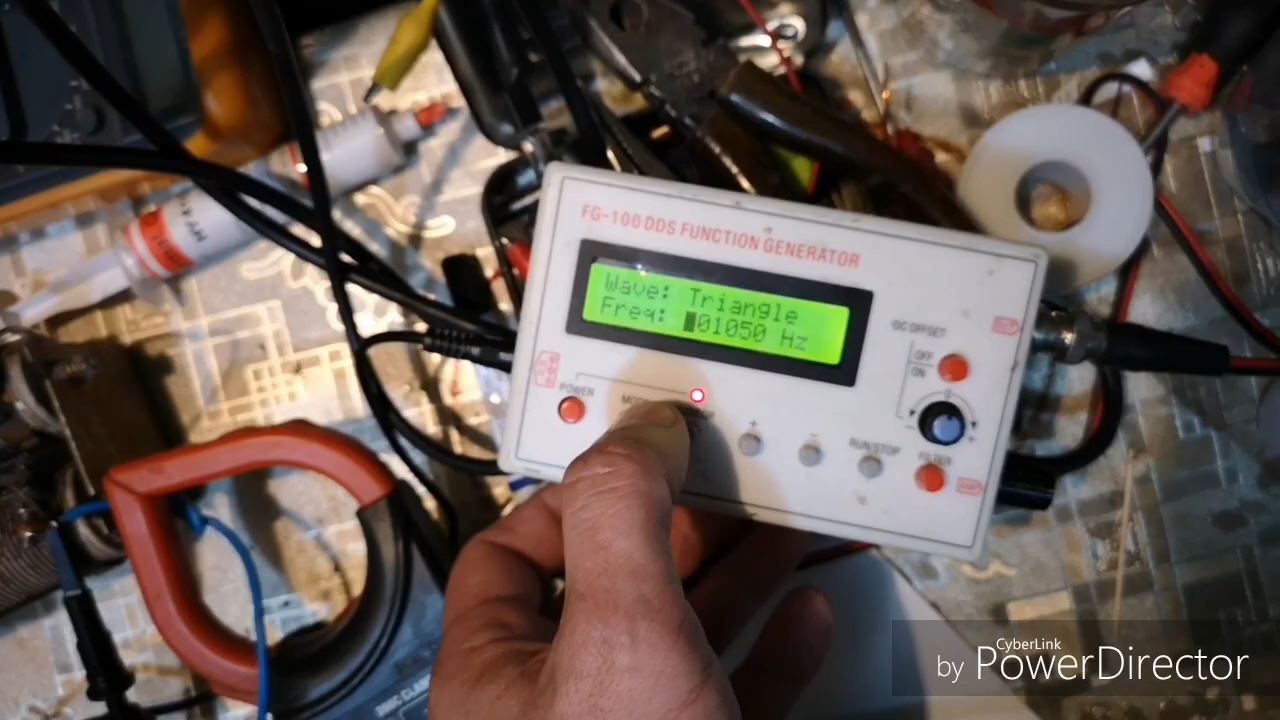 FG-100 DDS FUNCTION GENERATOR
Wave: Triangle
Freq: 01050 Hz
DC OFFSET
OFF
ON
0
- +
POWER
+
-
RUN/STOP
FILTER
CyberLink
by PowerDirector